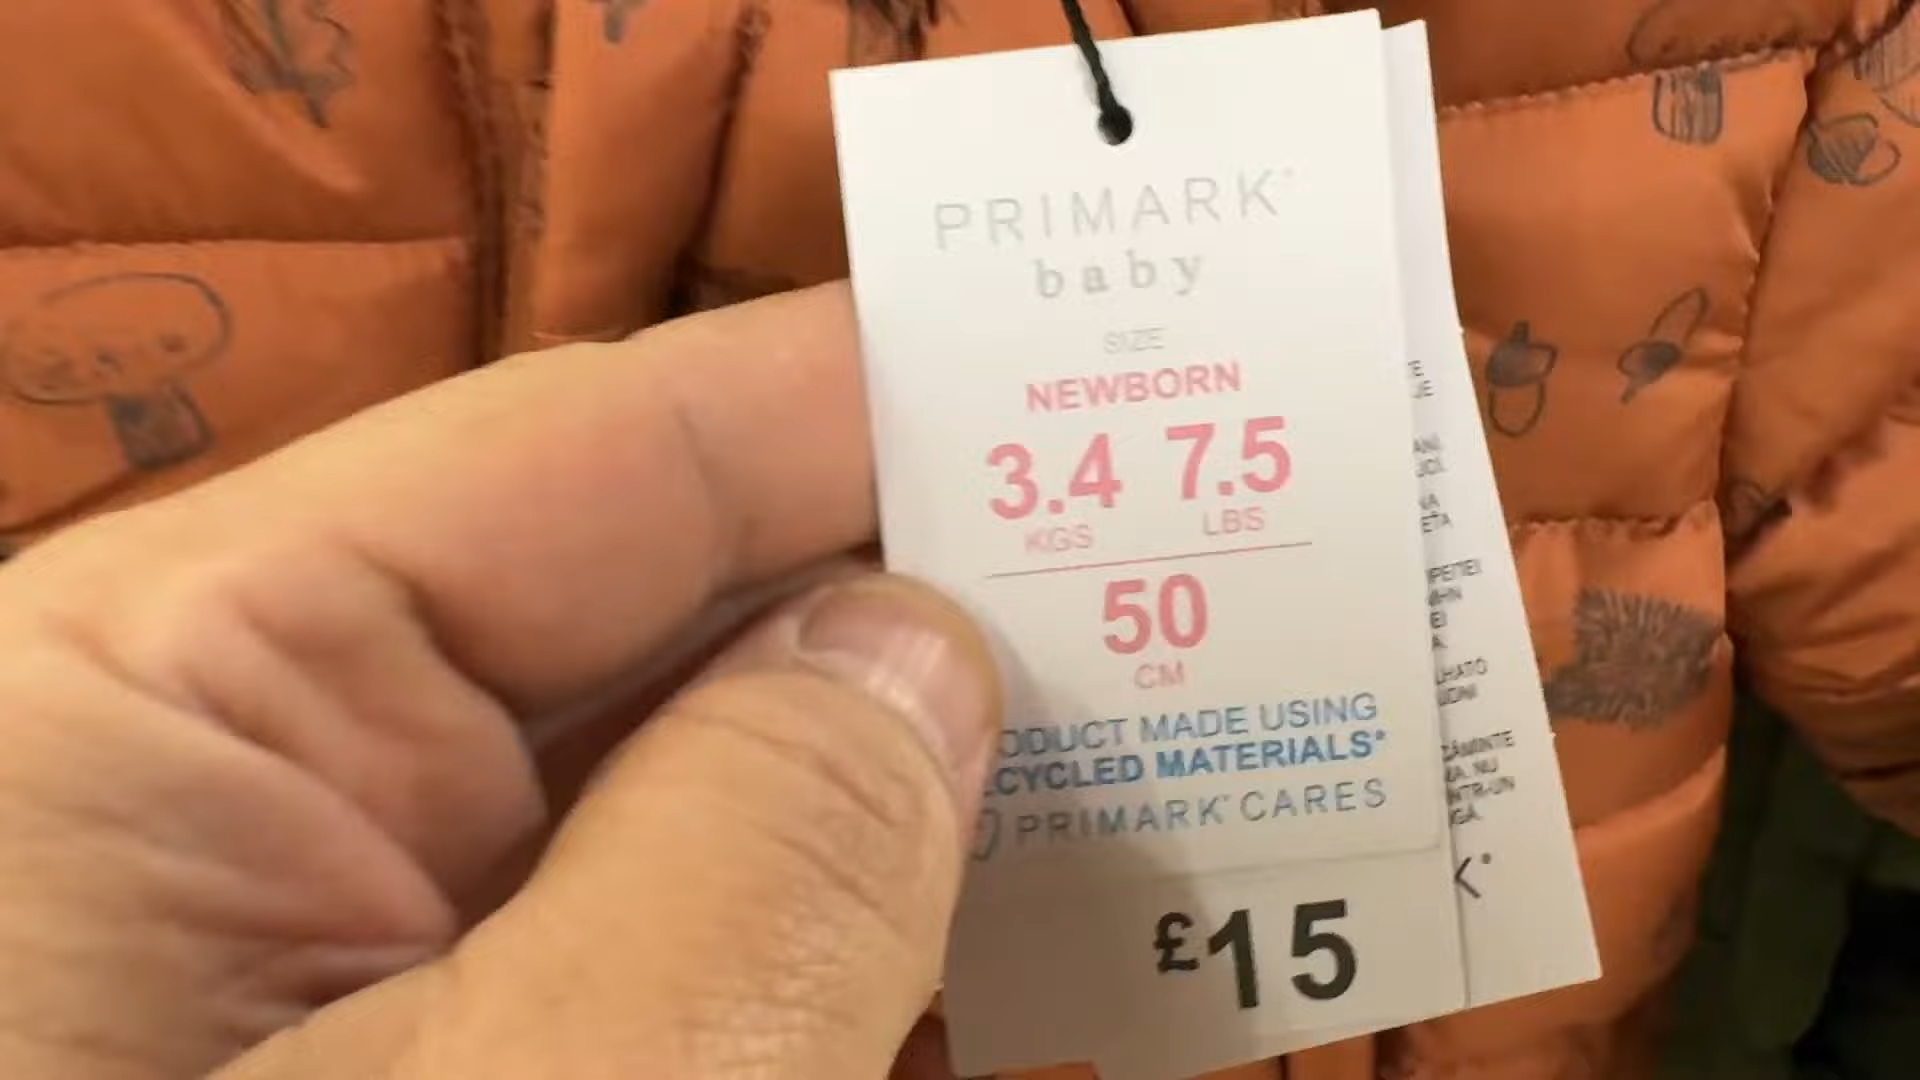 PRIMARK
baby
SIZE
NEWBORN
3.4 7.5
KGS LBS
50
CM
ODUCT MADE USING
CYCLED MATERIALS*
PRIMARK CARES
£15